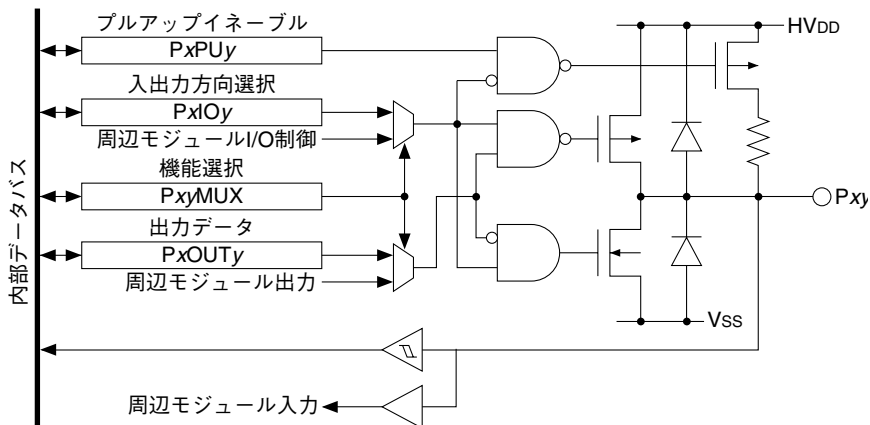 プルアップイネーブル
PxPUy
入出力方向選択
PxIOy
周辺モジュールI/O制御
機能選択
PxyMUX
出力データ
PxOUTy
周辺モジュール出力
周辺モジュール入力
内部データバス
HVDD
Pxy
VSS